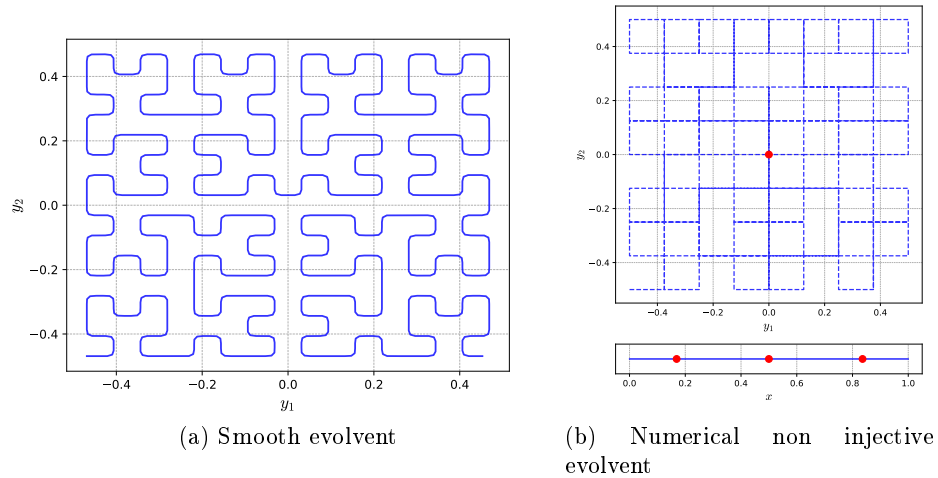 0.4
0.2
0.0
−0.2
−0.4
y₂
−0.4 −0.2 0.0 0.2 0.4
y₁
(a) Smooth evolvent
0.4
0.2
0.0
−0.2
−0.4
y₂
−0.4 −0.2 0.0 0.2 0.4
y₁
0.0 0.2 0.4 0.6 0.8 1.0
x
(b) Numerical non injective
evolvent